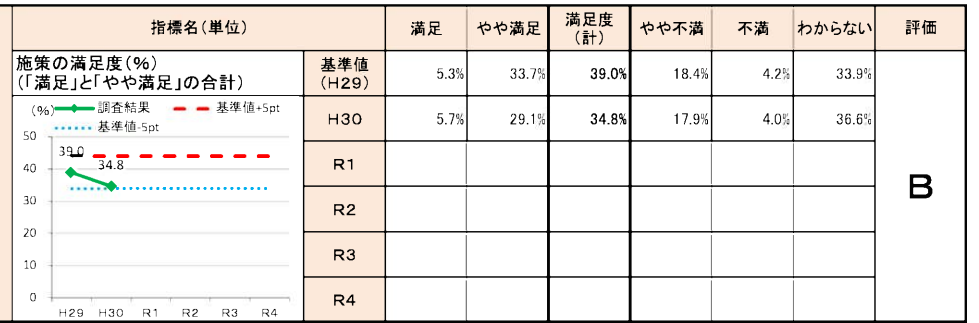 指標名(単位) 満足 やや満足 満足度(計) やや不満 不満 わからない 評価
施策の満足度(%)
(「満足」と「やや満足」の合計)
基準値(H29) 5.3% 33.7% 39.0% 18.4% 4.2% 33.9%
H30 5.7% 29.1% 34.8% 17.9% 4.0% 36.6%
R1
R2
R3
R4
B
(%) 調査結果 基準値+5pt
基準値-5pt
50
40
30
20
10
0
39.0
34.8
H29 H30 R1 R2 R3 R4